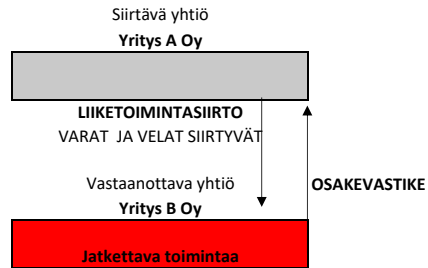 Siirtävä yhtiö
Yritys A Oy
LIIKETOIMINTASIIRTO
VARAT JA VELAT SIIRTYVÄT
Vastaanottava yhtiö
OSAKEVASTIKE
Yritys B Oy
Jatkettava toimintaa